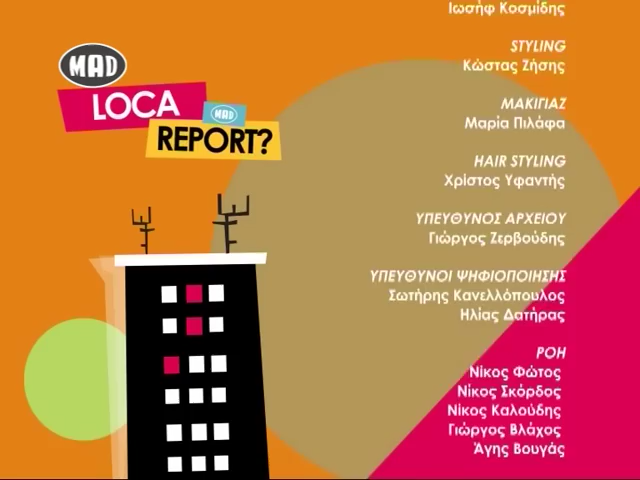 Ιωσήφ Κοσμίδης
MAD
LOCA
MAD
REPORT?
STYLING
Κώστας Ζήσης
ΜΑΚΙΓΙΑΖ
Μαρία Πιλάφα
HAIR STYLING
Χρίστος Υφαντής
ΥΠΕΥΘΥΝΟΣ ΑΡΧΕΙΟΥ
Γιώργος Ζερβούδης
ΥΠΕΥΘΥΝΟΙ ΨΗΦΙΟΠΟΙΗΣΗΣ
Σωτήρης Κανελλόπουλος
Ηλίας Δατήρας
ΡΟΗ
Νίκος Φώτος
Νίκος Σκόρδος
Νίκος Καλούδης
Γιώργος Βλάχος
Άγης Βουγάς